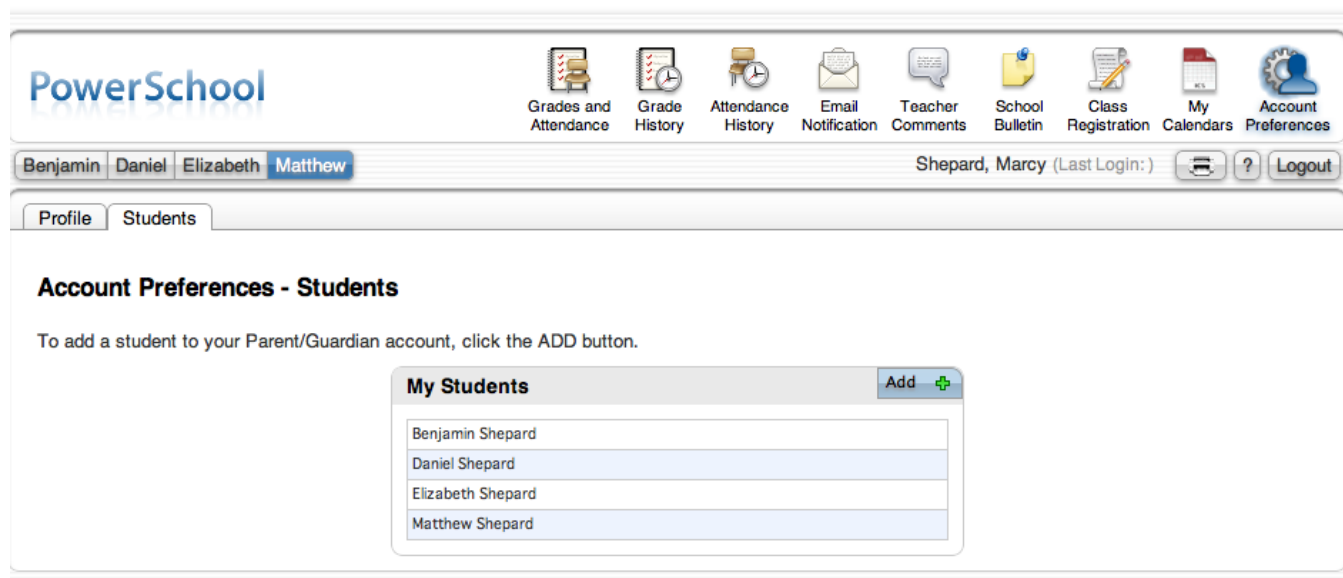 PowerSchool
Grades and Attendance
Grade History
Attendance History
Email Notification
Teacher Comments
School Bulletin
Class Registration
My Calendars
Account Preferences
Benjamin Daniel Elizabeth Matthew
Shepard, Marcy (Last Login: )
? Logout
Profile Students
Account Preferences - Students
To add a student to your Parent/Guardian account, click the ADD button.
My Students Add
Benjamin Shepard
Daniel Shepard
Elizabeth Shepard
Matthew Shepard